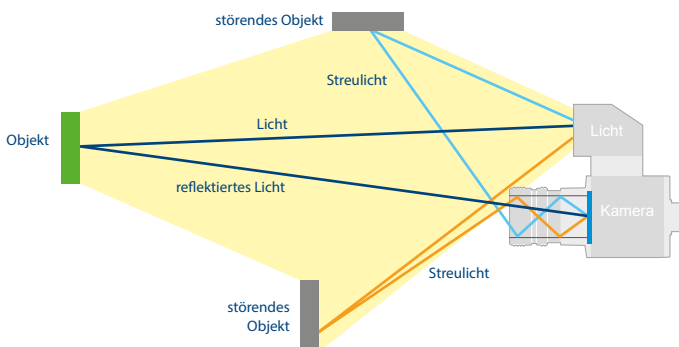 störendes Objekt
Streulicht
Licht
Licht
Objekt
reflektiertes Licht
Kamera
Streulicht
störendes
Objekt